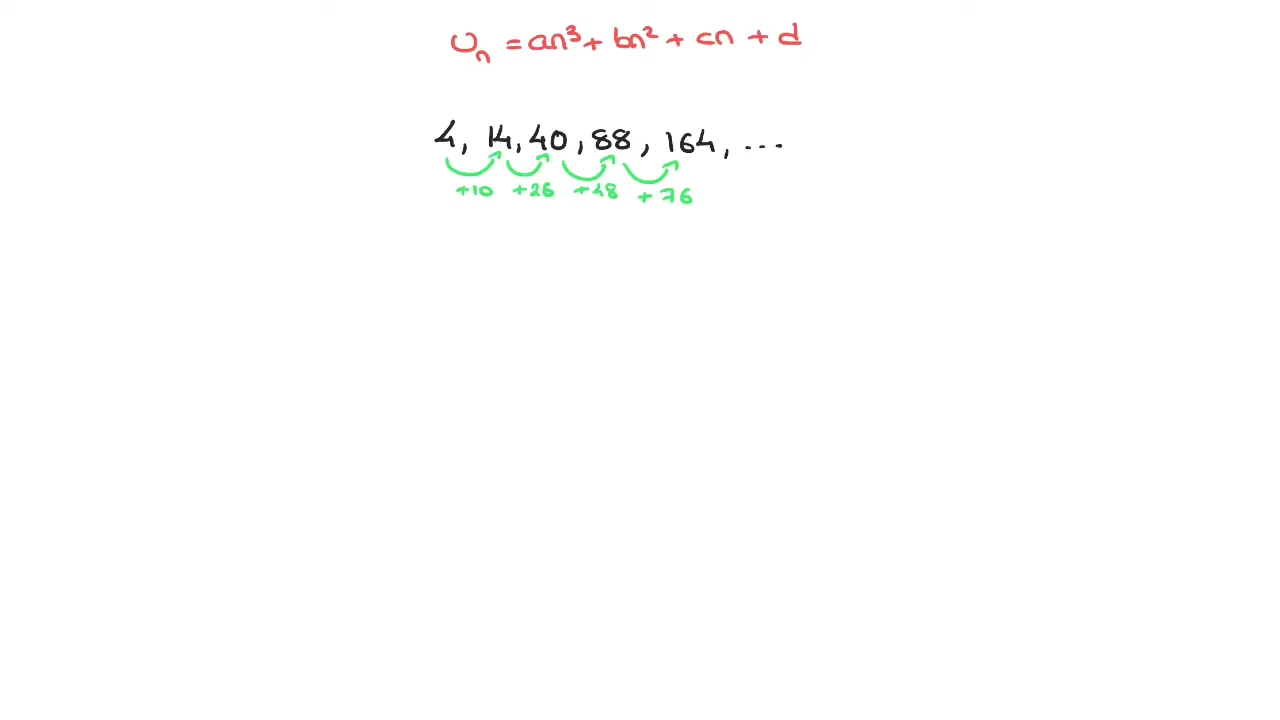 Un = an³ + bn² + cn + d
4, 14, 40, 88, 164, ...
+10 +26 +48 +76